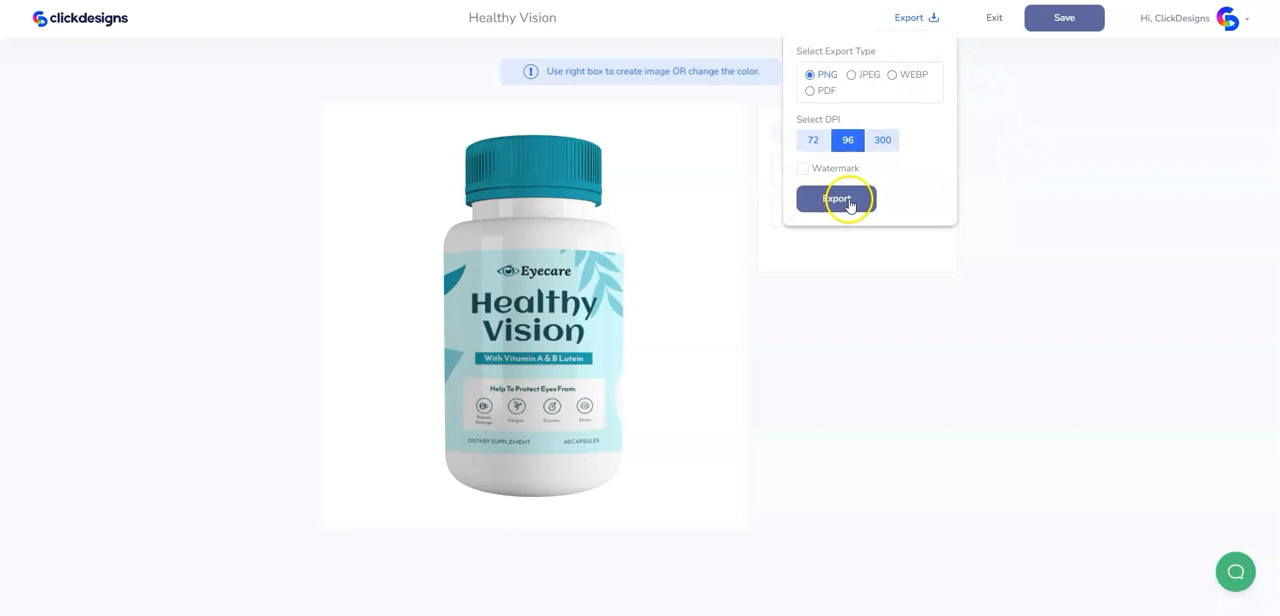 clickdesigns
Healthy Vision
Export
Exit
Save
Hi, ClickDesigns
Select Export Type
PNG
JPEG
WEBP
PDF
Use right box to create image OR change the color.
Select DPI
72
96
300
Watermark
Export
Eyecare
Healthy
Vision
With Vitamin A & B Lutein
Help To Protect Eyes From:
Fatigue
DIETARY SUPPLEMENT
60 CAPSULES